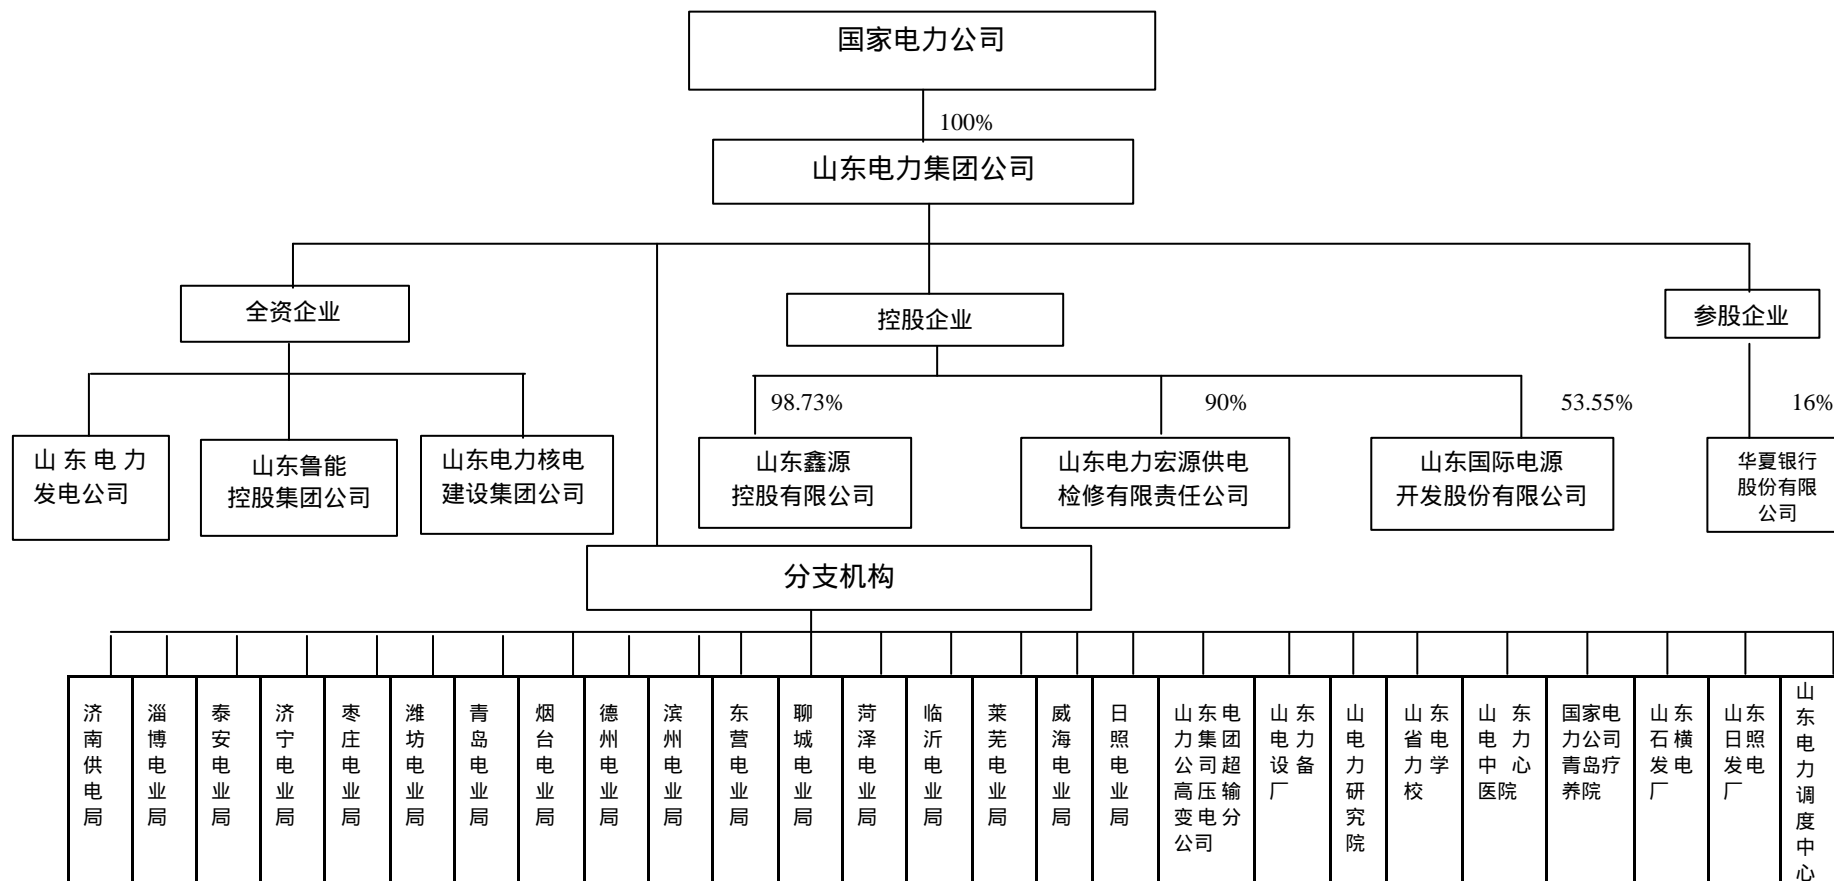 国家电力公司
100%
山东电力集团公司
全资企业
控股企业
参股企业
98.73%
90%
53.55%
16%
山东电力
发电公司
山东鲁能
控股集团公司
山东电力核电
建设集团公司
山东鑫源
控股有限公司
山东电力宏源供电
检修有限责任公司
山东国际电源
开发股份有限公司
华夏银行
股份有限
公司
分支机构
济南供电局
淄博电业局
泰安电业局
济宁电业局
枣庄电业局
潍坊电业局
青岛电业局
烟台电业局
德州电业局
滨州电业局
东营电业局
聊城电业局
菏泽电业局
临沂电业局
莱芜电业局
威海电业局
日照电业局
山东电
力集团
公司超
高压输
变电分
公司
山东
电力
设备
厂
山电力研究院
山东
省电
力学
校
山东
电力
中心
医院
国家电
力公司
青岛疗
养院
山东
石横
发电
厂
山东
日照
发电
厂
山东电力调度中心